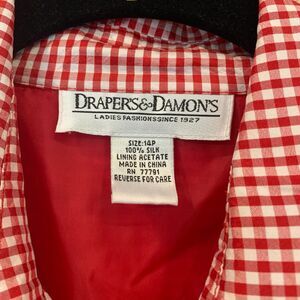 DRAPER'S & DAMON'S
LADIES FASHIONS SINCE 1927
SIZE: 14P
100% SILK
LINING ACETATE
MADE IN CHINA
RN 77791
REVERSE FOR CARE